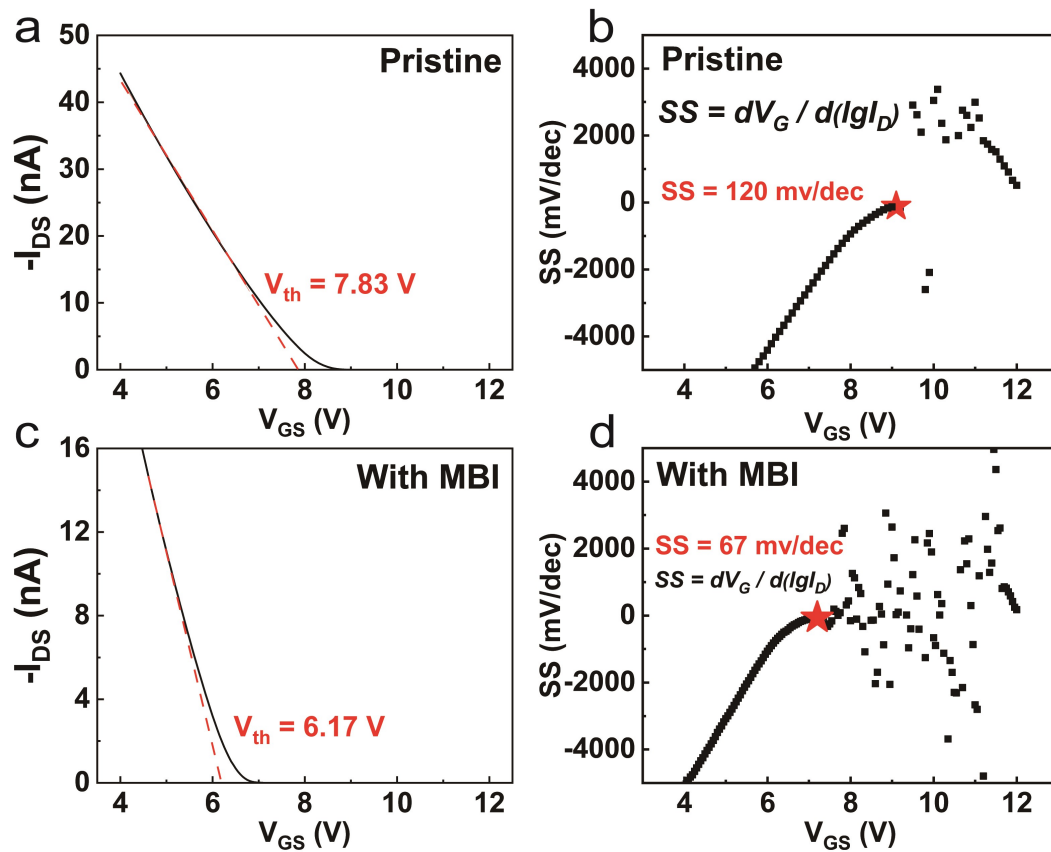 a
Pristine
50
40
30
20
10
0
-I_DS (nA)
V_th = 7.83 V
4 6 8 10 12
V_GS (V)
b
Pristine
SS = dV_G / d(lgI_D)
SS = 120 mv/dec
4000
2000
0
-2000
-4000
SS (mV/dec)
4 6 8 10 12
V_GS (V)
c
With MBI
16
12
8
4
0
-I_DS (nA)
V_th = 6.17 V
4 6 8 10 12
V_GS (V)
d
With MBI
SS = 67 mv/dec
SS = dV_G / d(lgI_D)
4000
2000
0
-2000
-4000
SS (mV/dec)
4 6 8 10 12
V_GS (V)